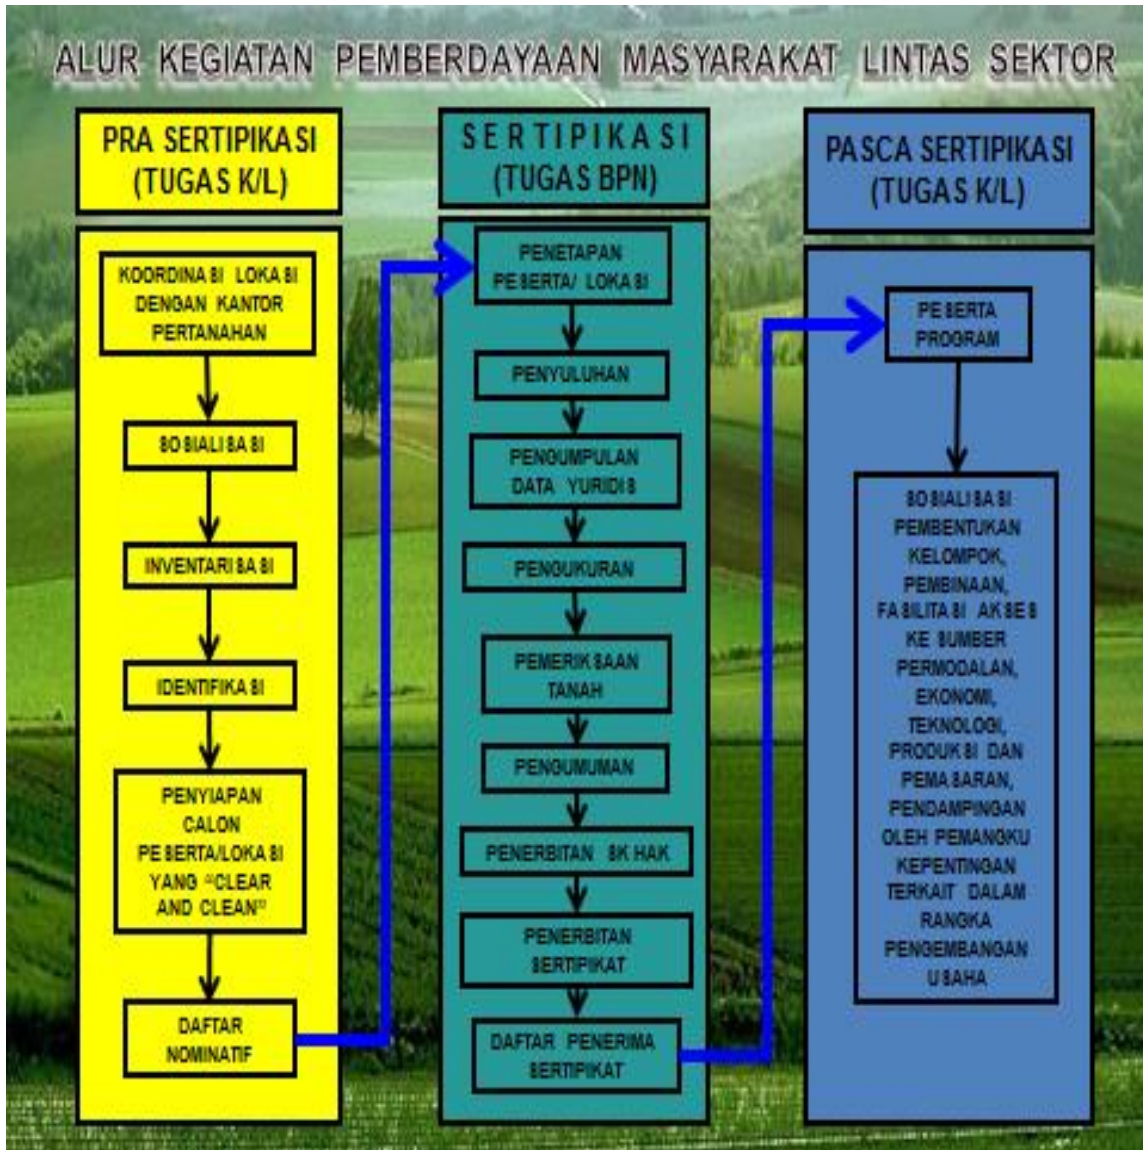 ALUR KEGIATAN PEMBERDAYAAN MASYARAKAT LINTAS SEKTOR
PRA SERTIPIKASI
(TUGAS K/L)
KOORDINASI LOKASI
DENGAN KANTOR
PERTANAHAN
SOSIALISASI
INVENTARISASI
IDENTIFIKASI
PENYIAPAN
CALON
PESERTA/LOKASI
YANG “CLEAR
AND CLEAN”
DAFTAR
NOMINATIF
SERTIPIKASI
(TUGAS BPN)
PENETAPAN
PESERTA/ LOKASI
PENYULUHAN
PENGUMPULAN
DATA YURIDIS
PENGUKURAN
PEMERIKSAAN
TANAH
PENGUMUMAN
PENERBITAN SK HAK
PENERBITAN
SERTIPIKAT
DAFTAR PENERIMA
SERTIPIKAT
PASCA SERTIPIKASI
(TUGAS K/L)
PESERTA
PROGRAM
SOSIALISASI
PEMBENTUKAN
KELOMPOK,
PEMBINAAN,
FASILITASI AKSES
KE SUMBER
PERMODALAN,
EKONOMI,
TEKNOLOGI,
PRODUKSI DAN
PEMASARAN,
PENDAMPINGAN
OLEH PEMANGKU
KEPENTINGAN
TERKAIT DALAM
RANGKA
PENGEMBANGAN
USAHA